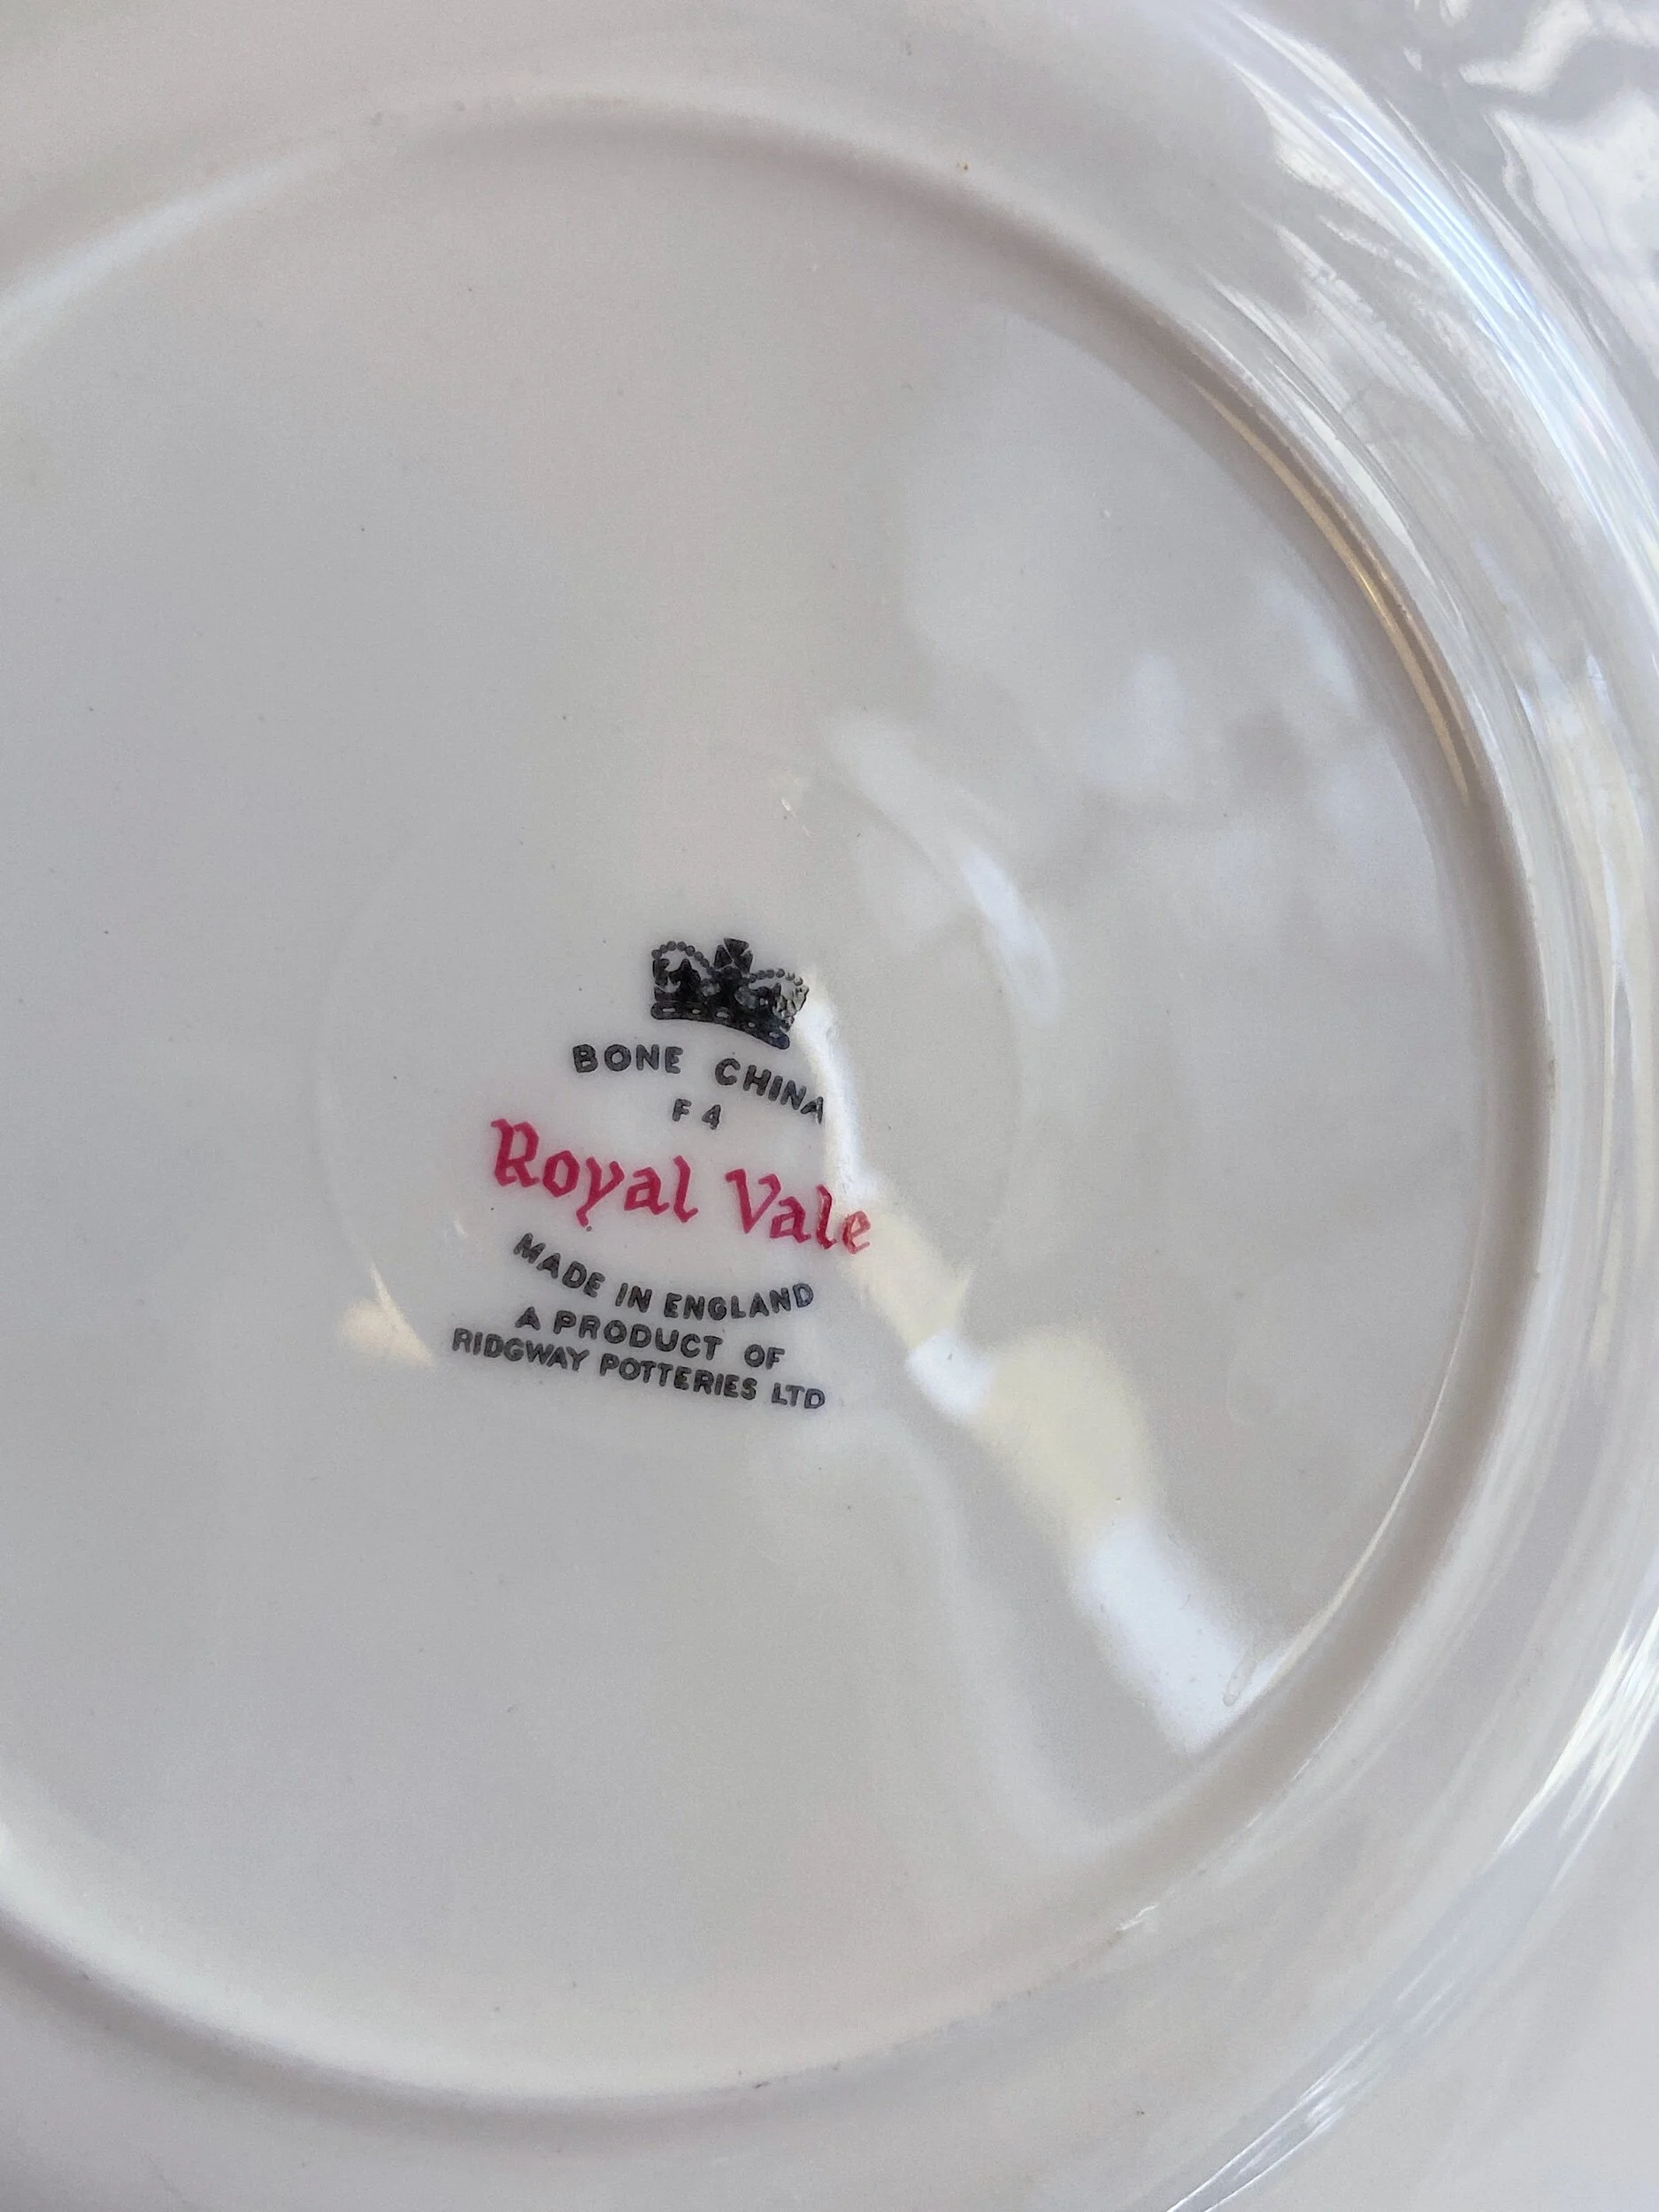 BONE CHINA
F 4
Royal Vale
MADE IN ENGLAND
A PRODUCT OF
RIDGWAY POTTERIES LTD